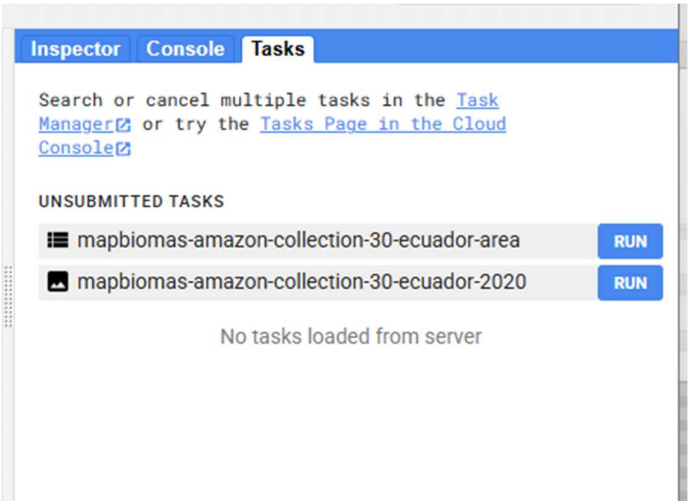 Inspector Console Tasks
Search or cancel multiple tasks in the Task
Manager or try the Tasks Page in the Cloud
Console
UNSUBMITTED TASKS
mapbiomas-amazon-collection-30-ecuador-area RUN
mapbiomas-amazon-collection-30-ecuador-2020 RUN
No tasks loaded from server